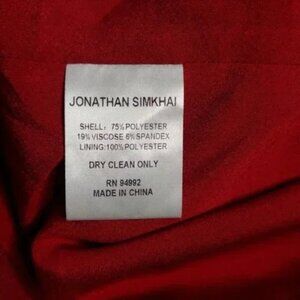 JONATHAN SIMKHAI
SHELL: 75%POLYESTER
19%VISCOSE 6%SPANDEX
LINING:100%POLYESTER
DRY CLEAN ONLY
RN 94992
MADE IN CHINA